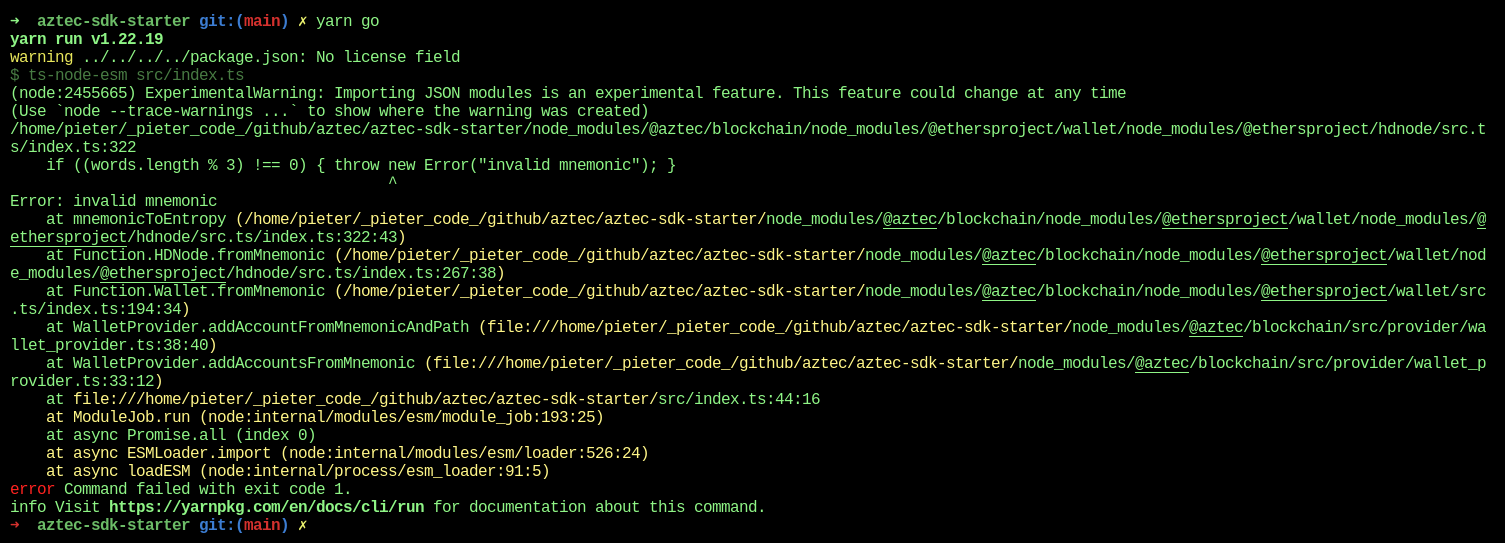 ➜  aztec-sdk-starter git:(main) ✗ yarn go
yarn run v1.22.19
warning ../../../../package.json: No license field
$ ts-node-esm src/index.ts
(node:2455665) ExperimentalWarning: Importing JSON modules is an experimental feature. This feature could change at any time
(Use `node --trace-warnings ...` to show where the warning was created)
/home/pieter/_pieter_code_/github/aztec/aztec-sdk-starter/node_modules/@aztec/blockchain/node_modules/@ethersproject/wallet/node_modules/@ethersproject/hdnode/src.t
s/index.ts:322
    if ((words.length % 3) !== 0) { throw new Error("invalid mnemonic"); }
                                          ^
Error: invalid mnemonic
    at mnemonicToEntropy (/home/pieter/_pieter_code_/github/aztec/aztec-sdk-starter/node_modules/@aztec/blockchain/node_modules/@ethersproject/wallet/node_modules/@
ethersproject/hdnode/src.ts/index.ts:322:43)
    at Function.HDNode.fromMnemonic (/home/pieter/_pieter_code_/github/aztec/aztec-sdk-starter/node_modules/@aztec/blockchain/node_modules/@ethersproject/wallet/nod
e_modules/@ethersproject/hdnode/src.ts/index.ts:267:38)
    at Function.Wallet.fromMnemonic (/home/pieter/_pieter_code_/github/aztec/aztec-sdk-starter/node_modules/@aztec/blockchain/node_modules/@ethersproject/wallet/src
.ts/index.ts:194:34)
    at WalletProvider.addAccountFromMnemonicAndPath (file:///home/pieter/_pieter_code_/github/aztec/aztec-sdk-starter/node_modules/@aztec/blockchain/src/provider/wa
llet_provider.ts:38:40)
    at WalletProvider.addAccountsFromMnemonic (file:///home/pieter/_pieter_code_/github/aztec/aztec-sdk-starter/node_modules/@aztec/blockchain/src/provider/wallet_p
rovider.ts:33:12)
    at file:///home/pieter/_pieter_code_/github/aztec/aztec-sdk-starter/src/index.ts:44:16
    at ModuleJob.run (node:internal/modules/esm/module_job:193:25)
    at async Promise.all (index 0)
    at async ESMLoader.import (node:internal/modules/esm/loader:526:24)
    at async loadESM (node:internal/process/esm_loader:91:5)
error Command failed with exit code 1.
info Visit https://yarnpkg.com/en/docs/cli/run for documentation about this command.
➜  aztec-sdk-starter git:(main) ✗